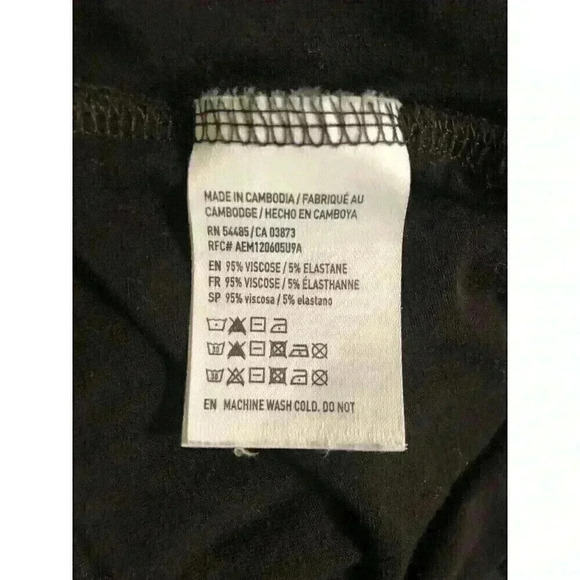 MADE IN CAMBODIA / FABRIQUÉ AU
CAMBODGE / HECHO EN CAMBOYA
RN 54485 / CA 03873
RFC# AEM120605U9A
EN 95% VISCOSE / 5% ELASTANE
FR 95% VISCOSE / 5% ÉLASTHANNE
SP 95% viscosa / 5% elastano
EN MACHINE WASH COLD. DO NOT